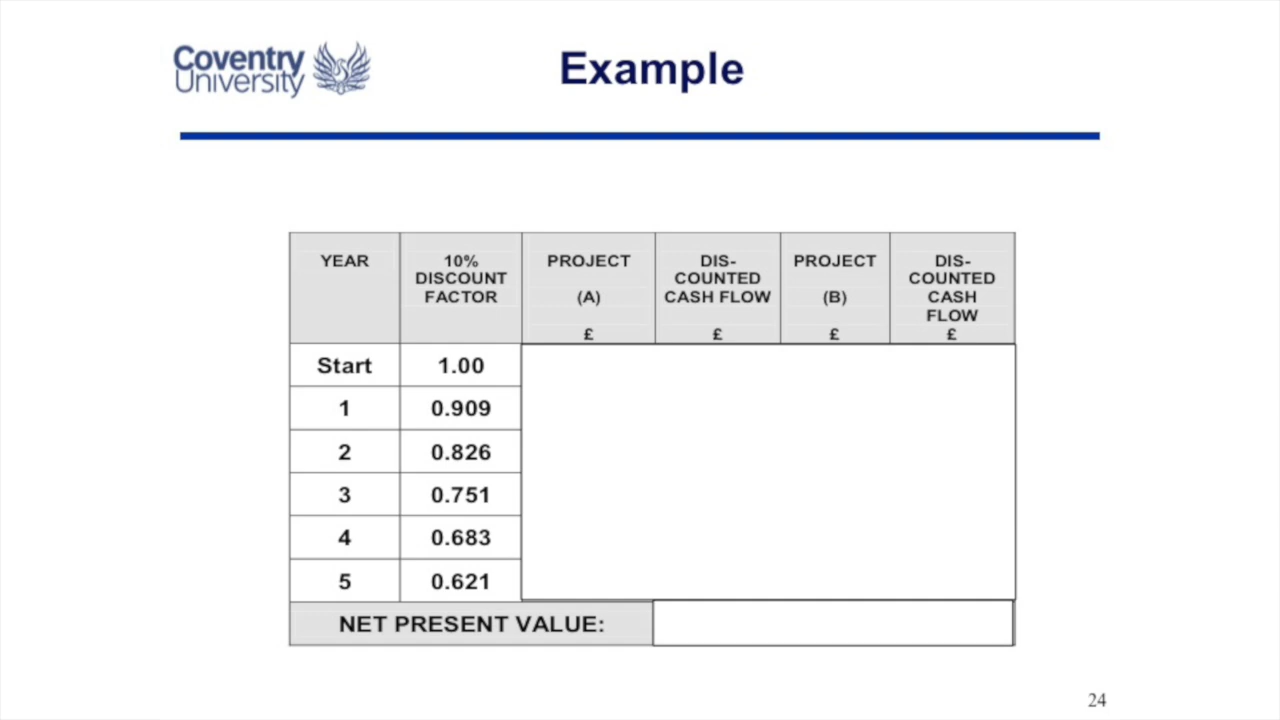 Coventry
University
Example
YEAR
10%
DISCOUNT
FACTOR
PROJECT
(A)
£
DIS-
COUNTED
CASH FLOW
£
PROJECT
(B)
£
DIS-
COUNTED
CASH
FLOW
£
Start 1.00
1 0.909
2 0.826
3 0.751
4 0.683
5 0.621
NET PRESENT VALUE:
24